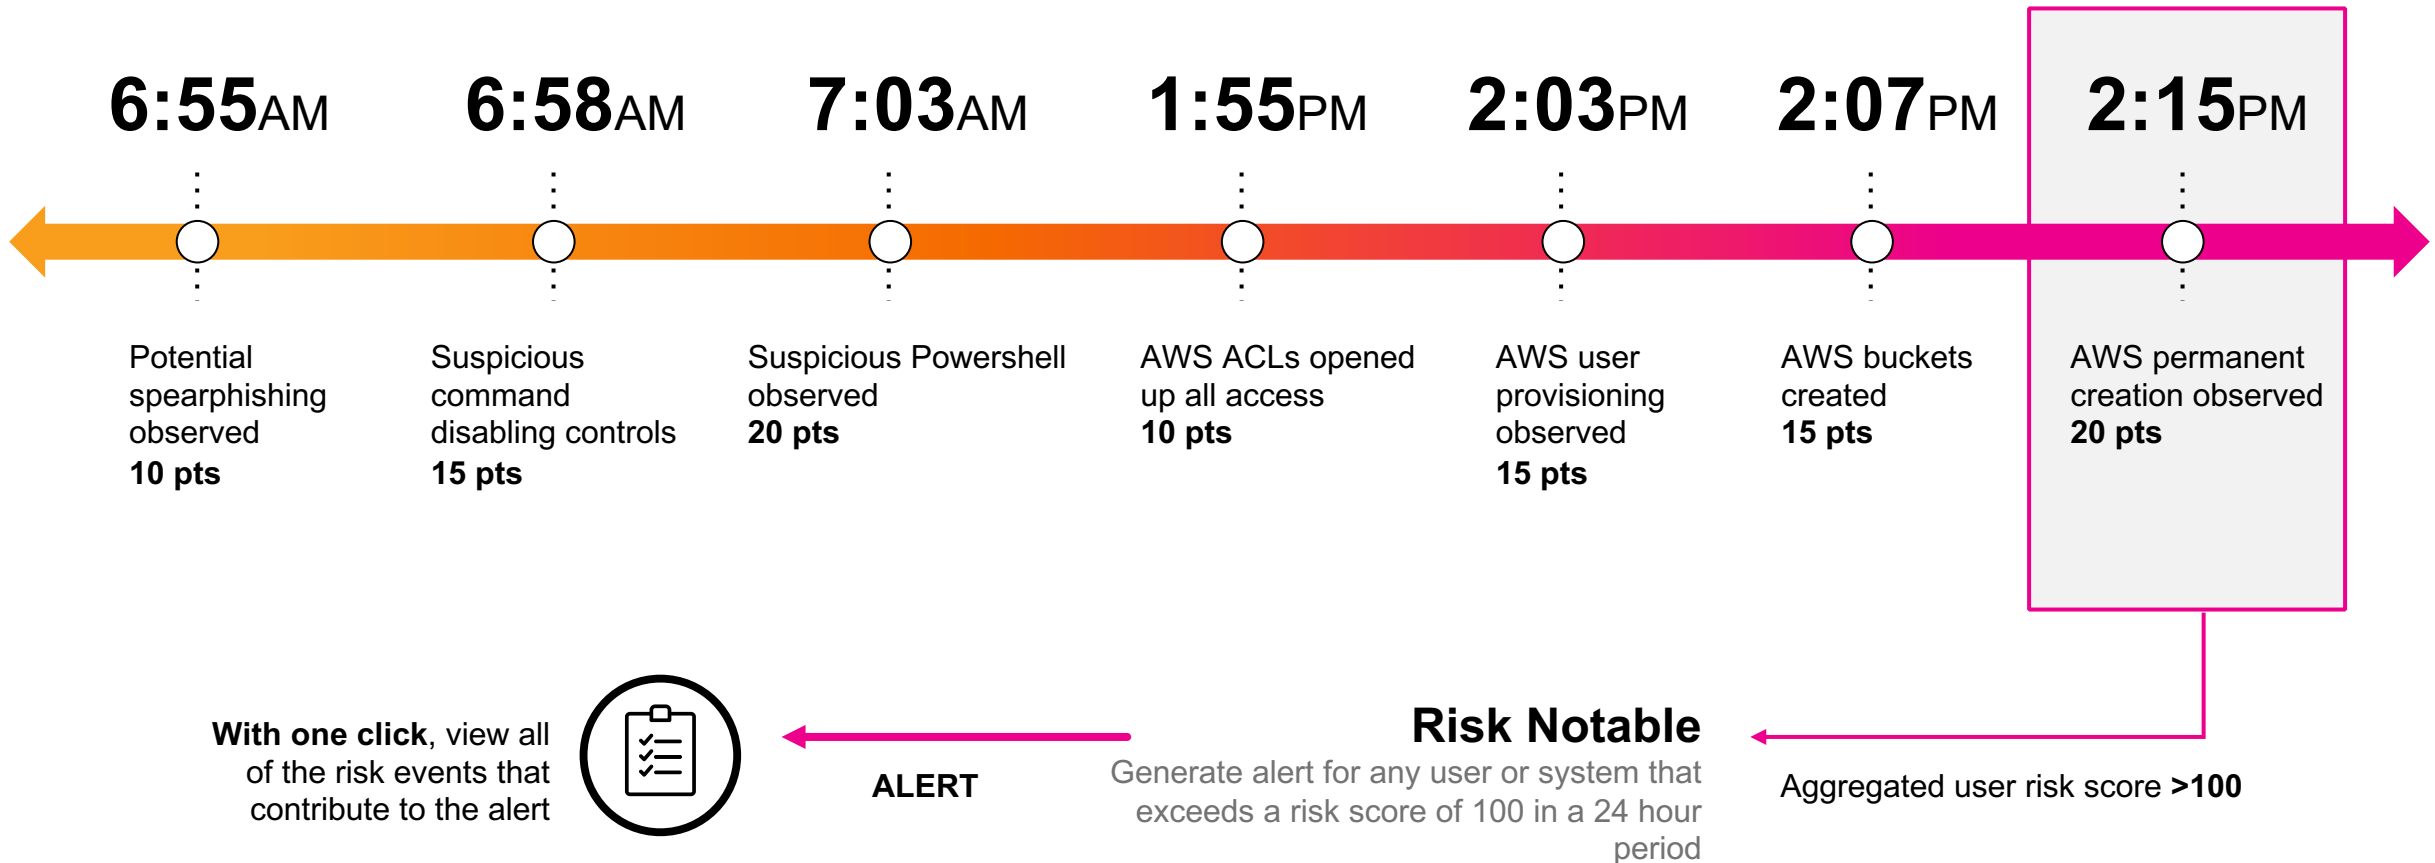 6:55AM
6:58AM
7:03AM
1:55PM
2:03PM
2:07PM
2:15PM
Potential
spearphishing
observed
10 pts
Suspicious
command
disabling controls
15 pts
Suspicious Powershell
observed
20 pts
AWS ACLs opened
up all access
10 pts
AWS user
provisioning
observed
15 pts
AWS buckets
created
15 pts
AWS permanent
creation observed
20 pts
With one click, view all
of the risk events that
contribute to the alert
ALERT
Risk Notable
Generate alert for any user or system that
exceeds a risk score of 100 in a 24 hour
period
Aggregated user risk score >100